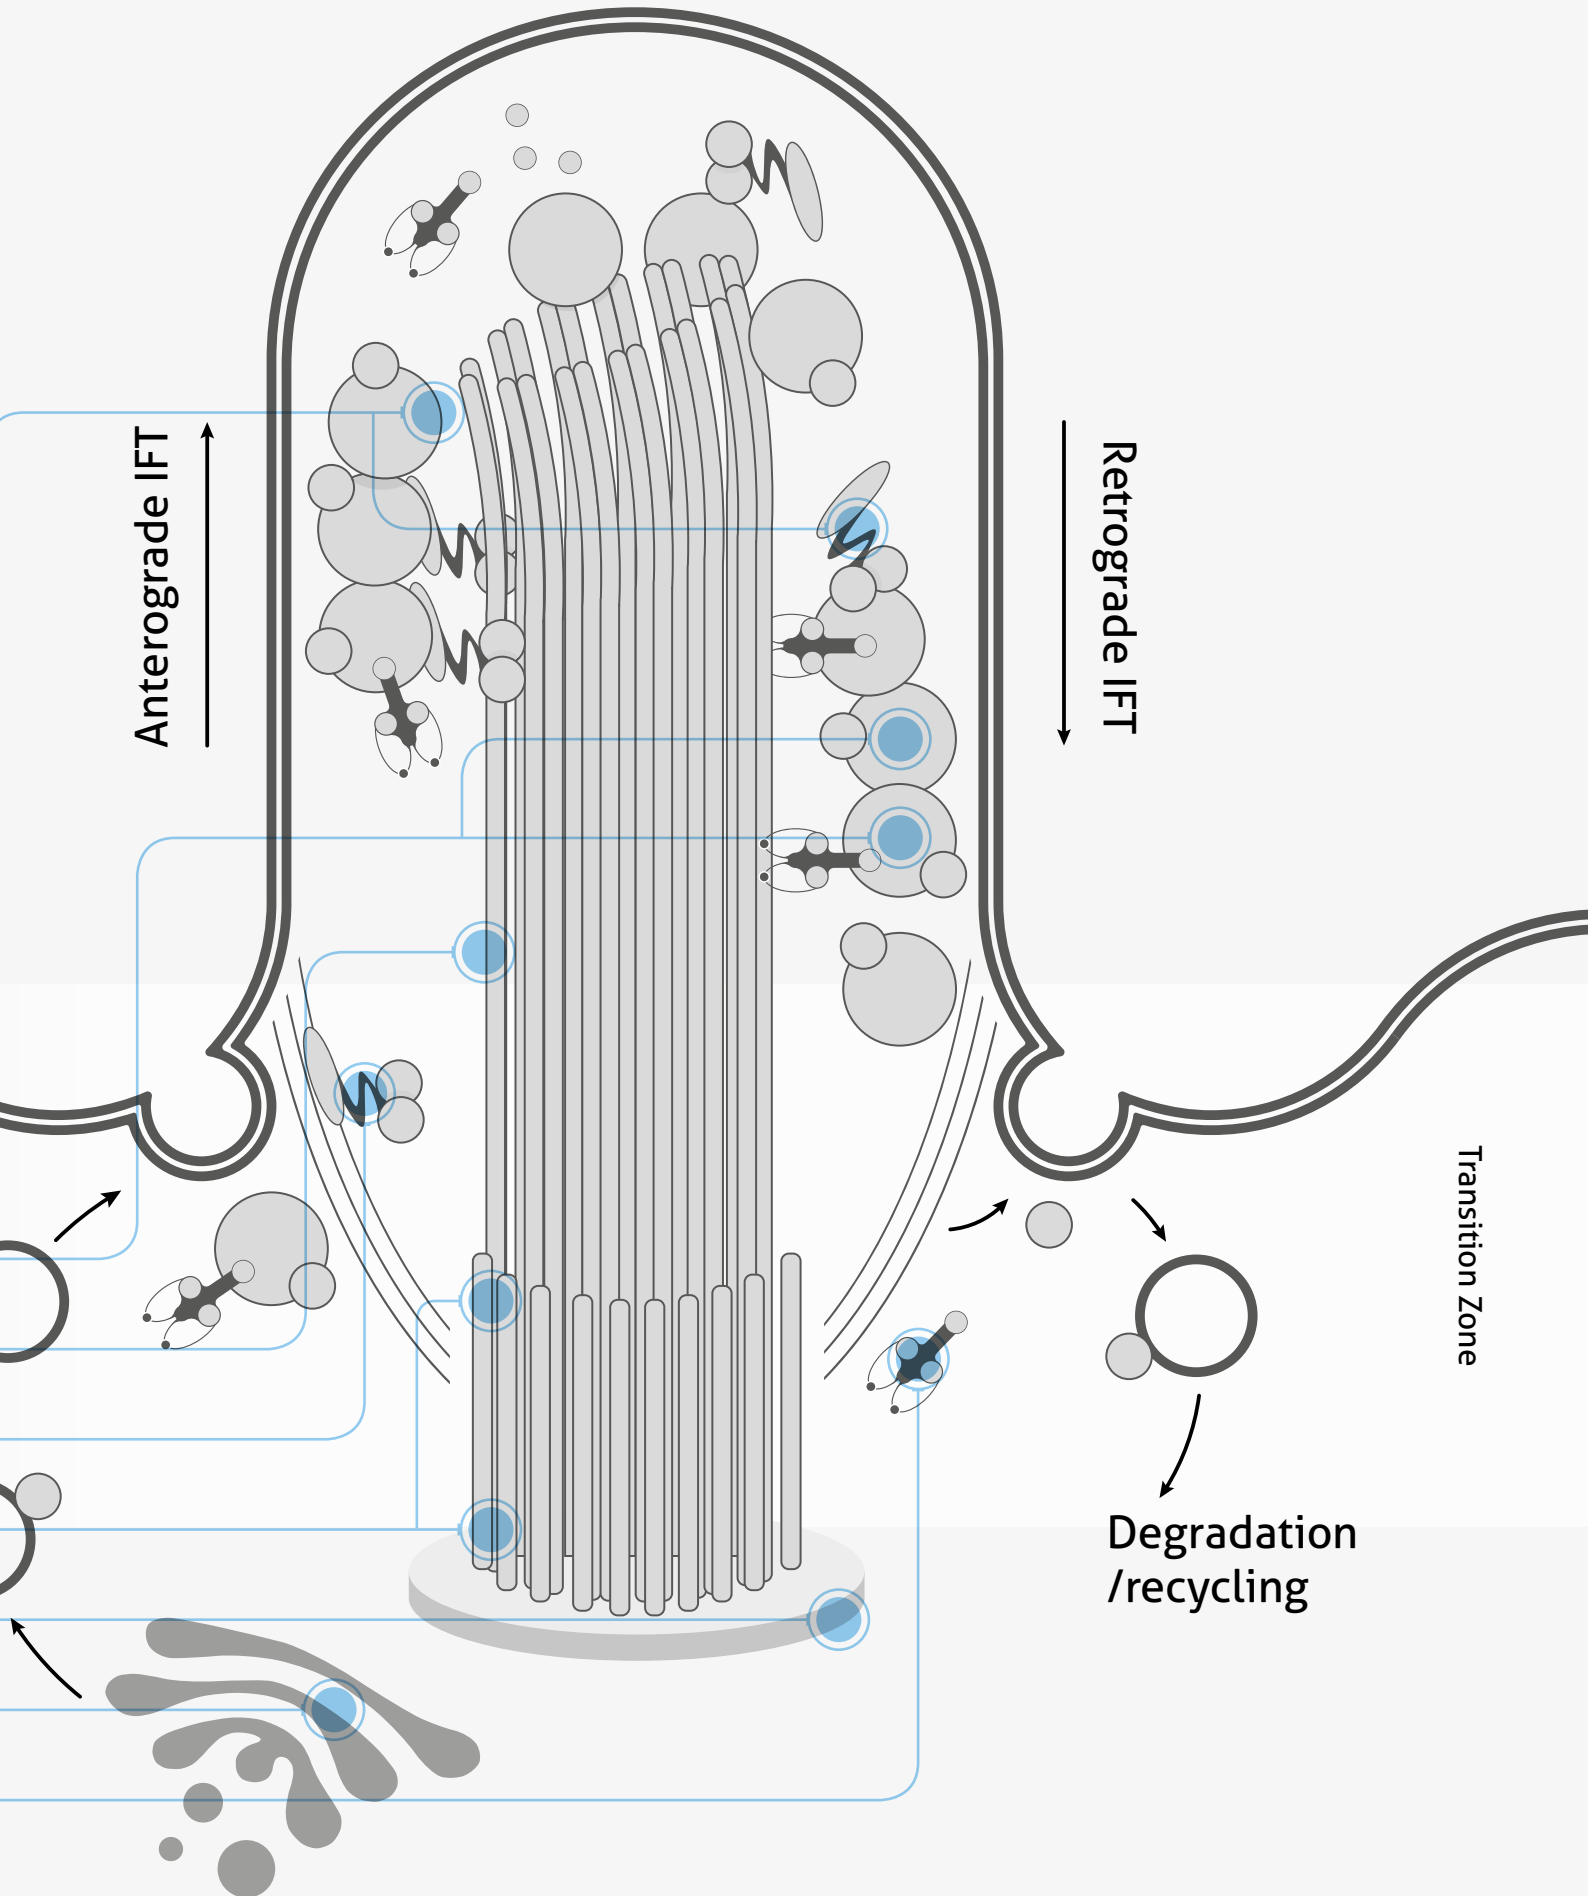 Anterograde IFT
Retrograde IFT
Transition Zone
Degradation
/recycling